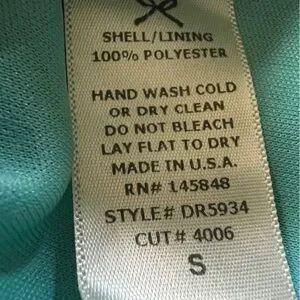 SHELL/LINING
100% POLYESTER
HAND WASH COLD
OR DRY CLEAN
DO NOT BLEACH
LAY FLAT TO DRY
MADE IN U.S.A.
RN# 145848
STYLE# DR5934
CUT# 4006
S